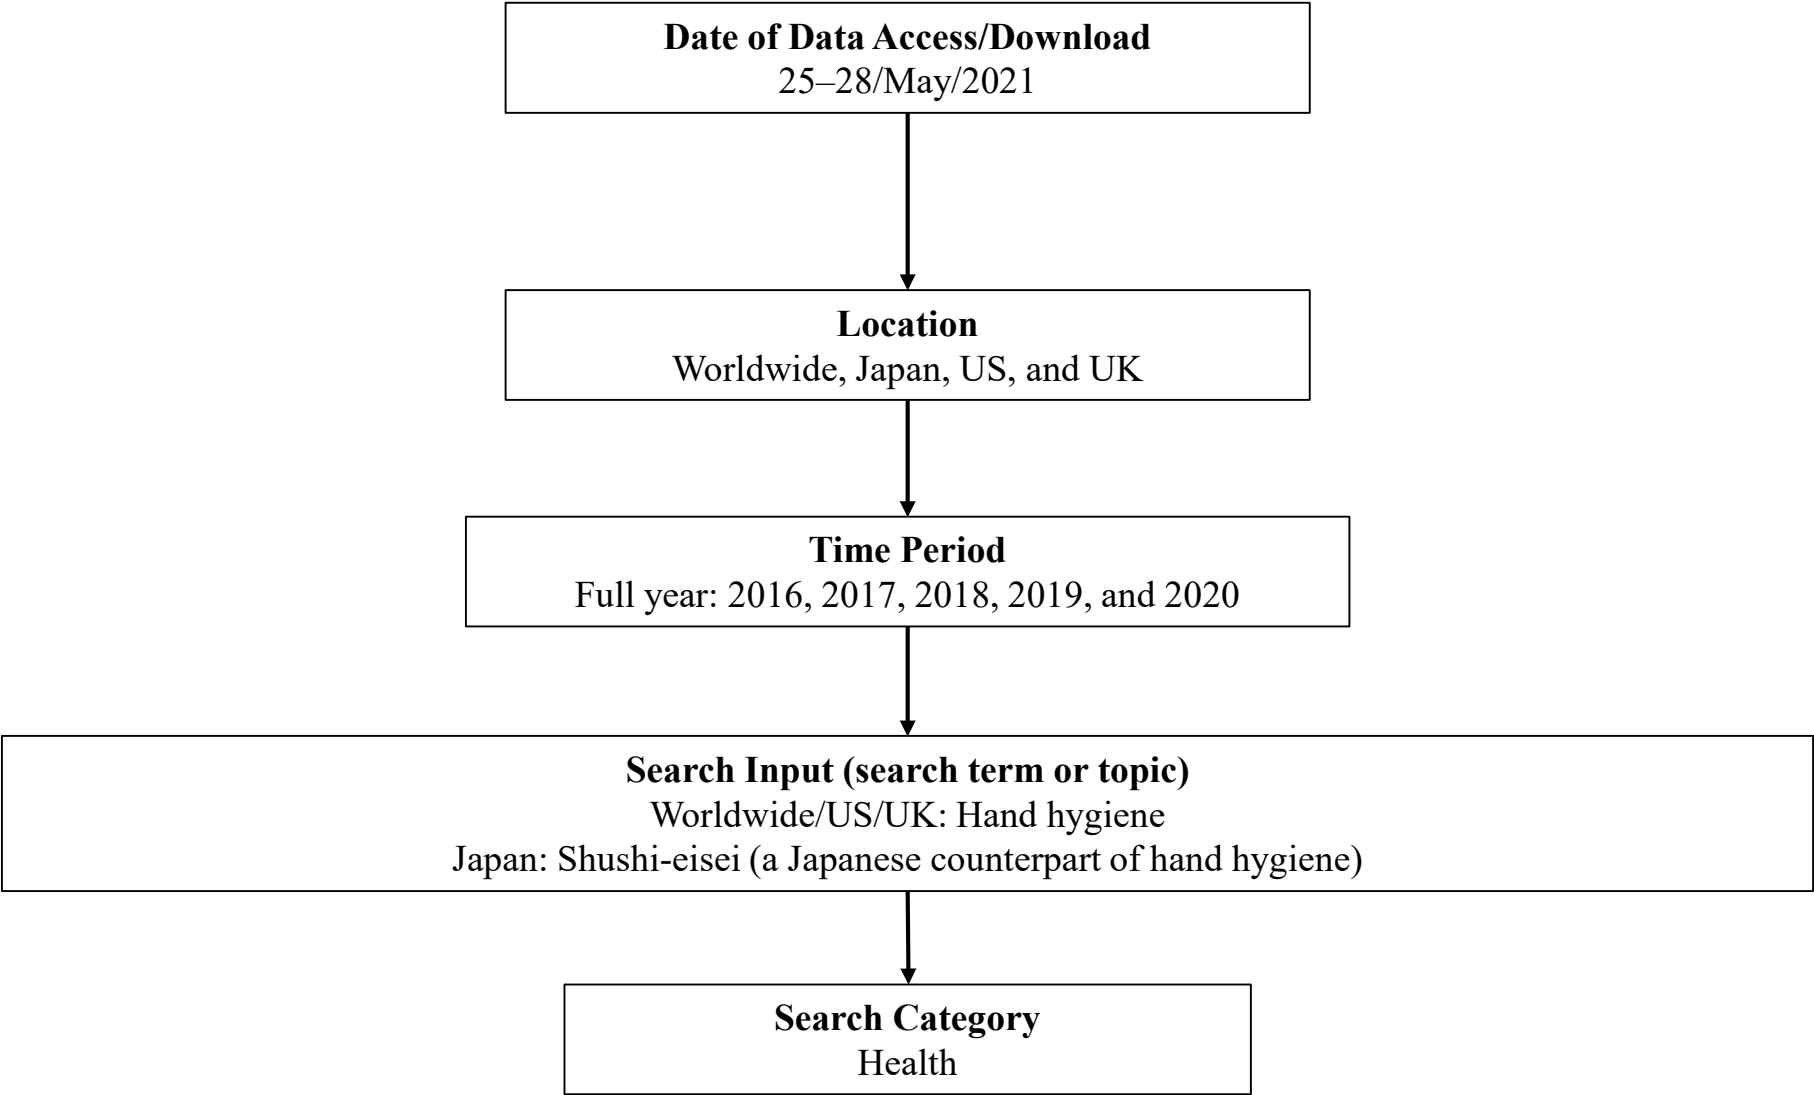 Date of Data Access/Download
25–28/May/2021
Location
Worldwide, Japan, US, and UK
Time Period
Full year: 2016, 2017, 2018, 2019, and 2020
Search Input (search term or topic)
Worldwide/US/UK: Hand hygiene
Japan: Shushi-eisei (a Japanese counterpart of hand hygiene)
Search Category
Health